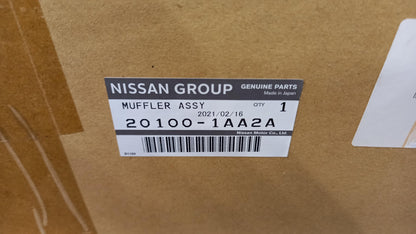 NISSAN GROUP GENUINE PARTS
Made in Japan
MUFFLER ASSY QTY 1
2021/02/16
20100-1AA2A
Nissan Motor Co., Ltd